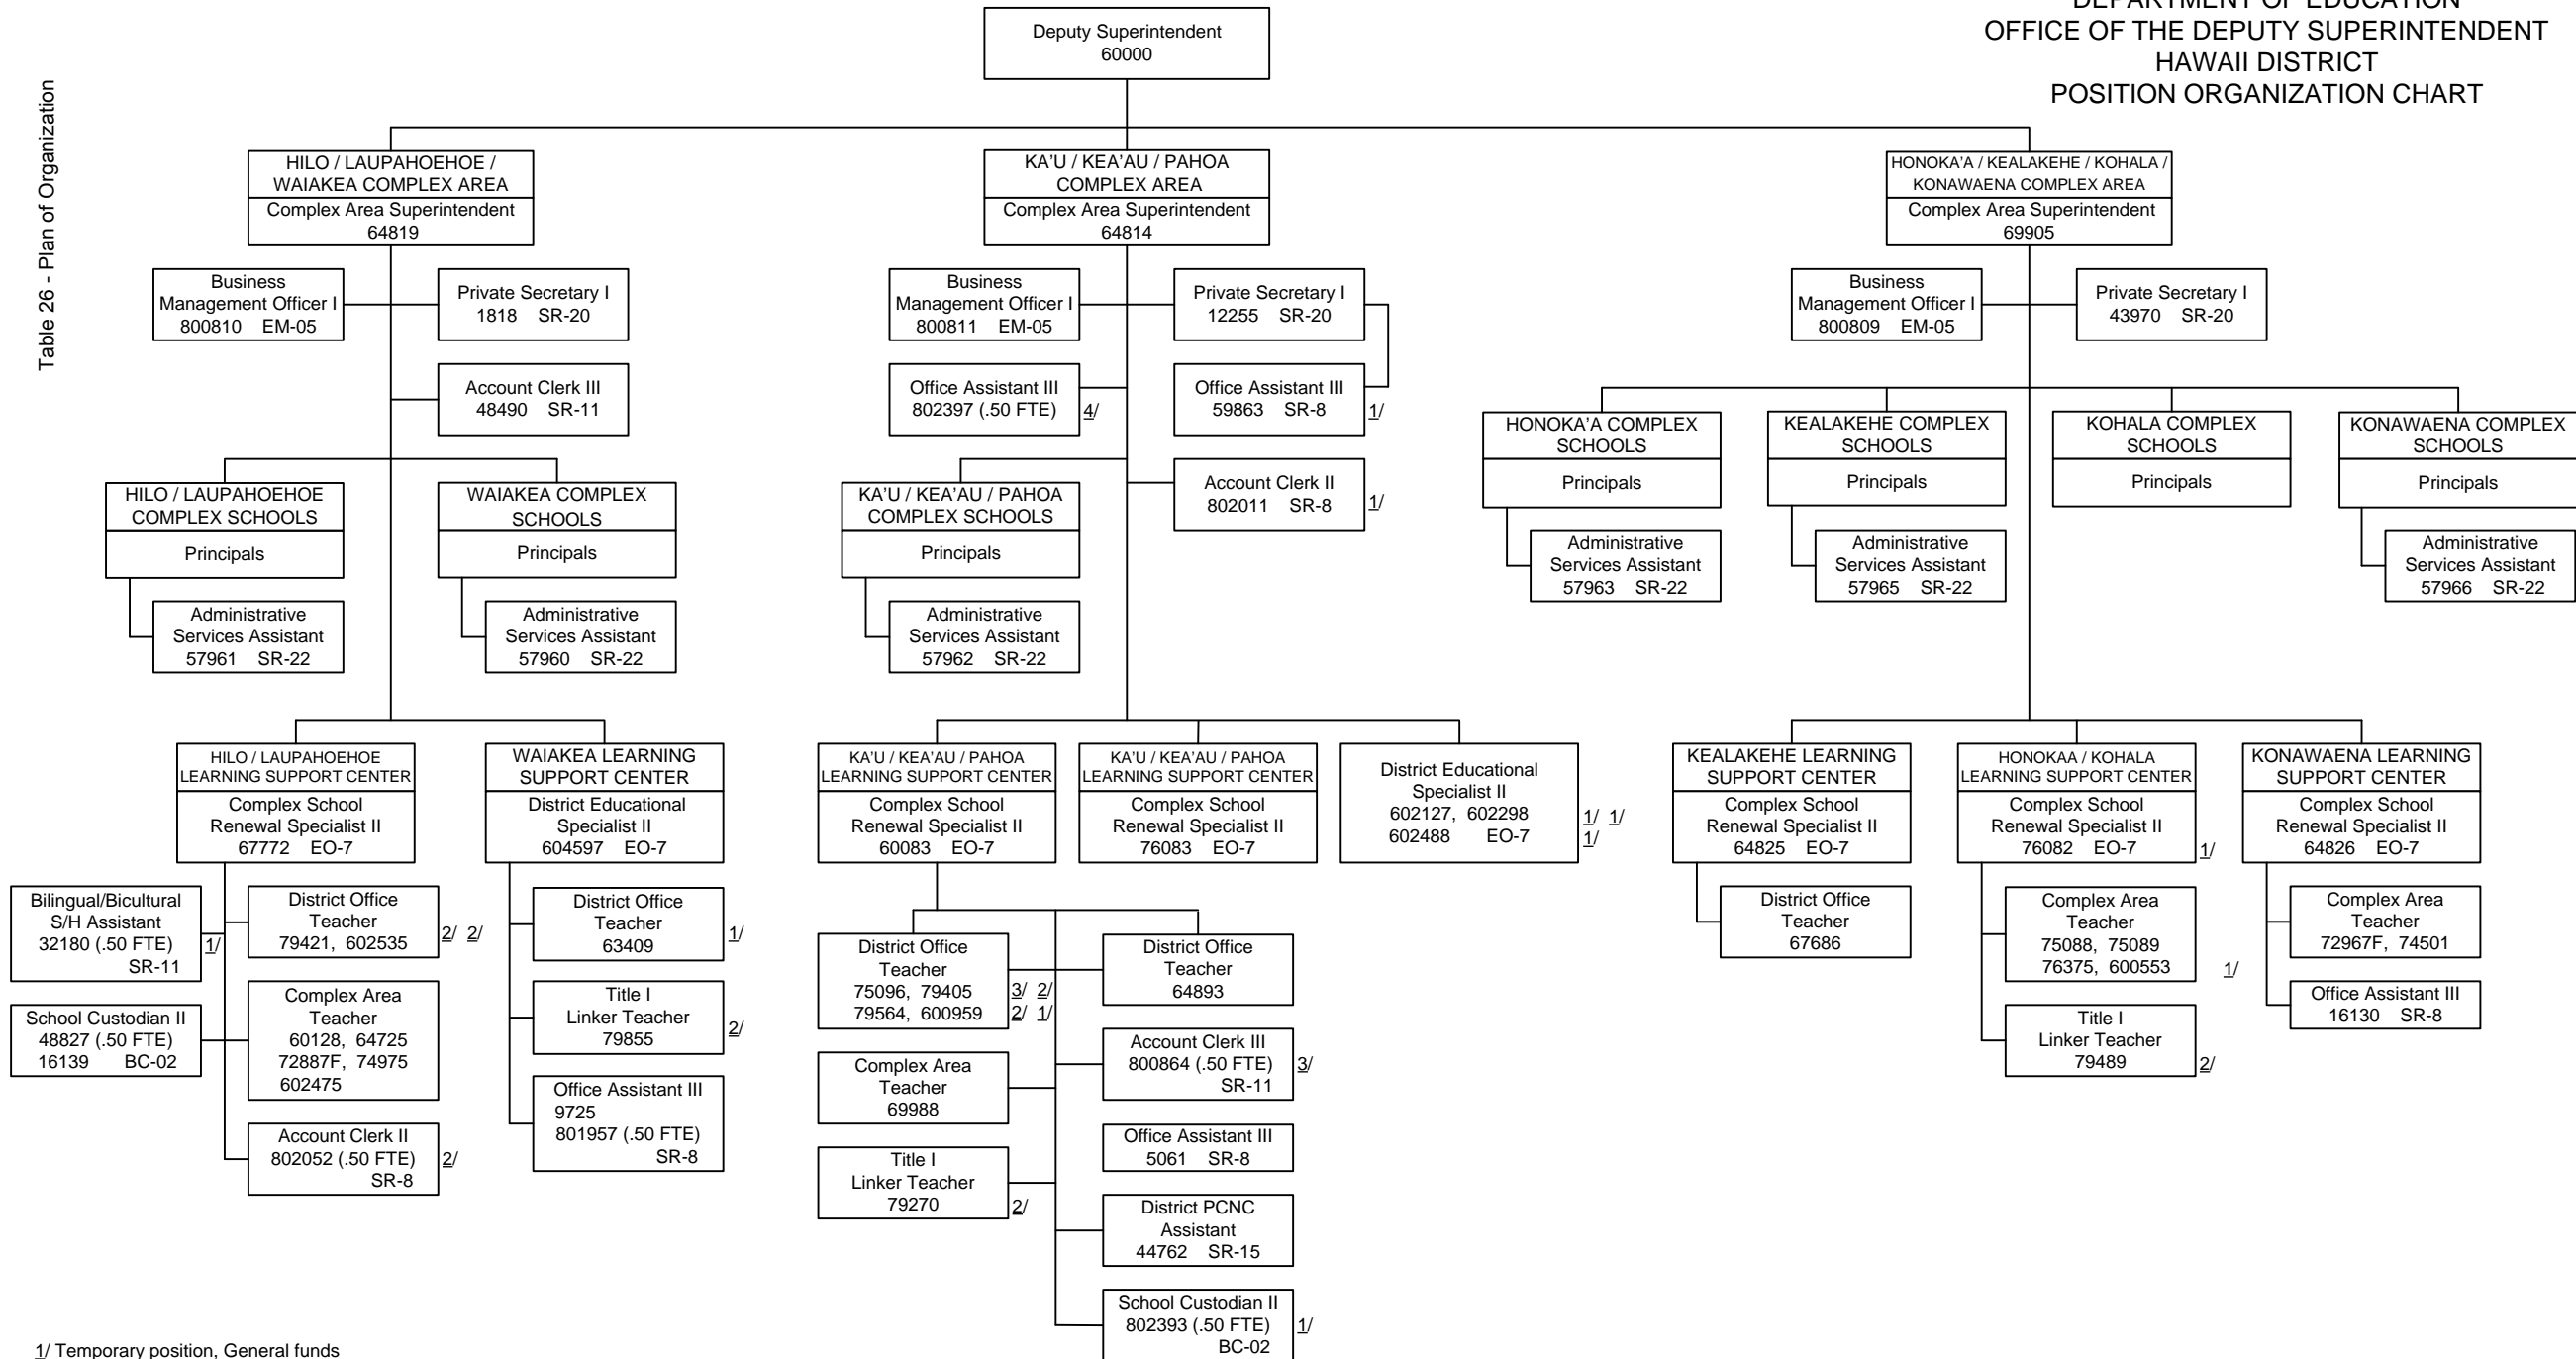 DEPARTMENT OF EDUCATION
OFFICE OF THE DEPUTY SUPERINTENDENT
HAWAII DISTRICT
POSITION ORGANIZATION CHART
Table 26 - Plan of Organization
Deputy Superintendent
60000
HILO / LAUPAHOEHOE /
WAIAKEA COMPLEX AREA
Complex Area Superintendent
64819
Business
Management Officer I
800810 EM-05
Private Secretary I
1818 SR-20
Account Clerk III
48490 SR-11
HILO / LAUPAHOEHOE
COMPLEX SCHOOLS
Principals
Administrative
Services Assistant
57961 SR-22
WAIAKEA COMPLEX
SCHOOLS
Principals
Administrative
Services Assistant
57960 SR-22
HILO / LAUPAHOEHOE
LEARNING SUPPORT CENTER
Complex School
Renewal Specialist II
67772 EO-7
Bilingual/Bicultural
S/H Assistant
32180 (.50 FTE)
SR-11
1/
School Custodian II
48827 (.50 FTE)
16139 BC-02
District Office
Teacher
79421, 602535
2/ 2/
Complex Area
Teacher
60128, 64725
72887F, 74975
602475
Account Clerk II
802052 (.50 FTE)
SR-8
2/
WAIAKEA LEARNING
SUPPORT CENTER
District Educational
Specialist II
604597 EO-7
District Office
Teacher
63409
1/
Title I
Linker Teacher
79855
2/
Office Assistant III
9725
801957 (.50 FTE)
SR-8
KA'U / KEA'AU / PAHOA
COMPLEX AREA
Complex Area Superintendent
64814
Business
Management Officer I
800811 EM-05
Private Secretary I
12255 SR-20
Office Assistant III
802397 (.50 FTE)
4/
Office Assistant III
59863 SR-8
1/
Account Clerk II
802011 SR-8
1/
KA'U / KEA'AU / PAHOA
COMPLEX SCHOOLS
Principals
Administrative
Services Assistant
57962 SR-22
KA'U / KEA'AU / PAHOA
LEARNING SUPPORT CENTER
Complex School
Renewal Specialist II
60083 EO-7
KA'U / KEA'AU / PAHOA
LEARNING SUPPORT CENTER
Complex School
Renewal Specialist II
76083 EO-7
District Educational
Specialist II
602127, 602298
602488 EO-7
1/ 1/
1/
District Office
Teacher
75096, 79405
79564, 600959
3/ 2/
2/ 1/
Complex Area
Teacher
69988
Title I
Linker Teacher
79270
2/
District Office
Teacher
64893
Account Clerk III
800864 (.50 FTE)
SR-11
3/
Office Assistant III
5061 SR-8
District PCNC
Assistant
44762 SR-15
School Custodian II
802393 (.50 FTE)
BC-02
1/
HONOKA'A / KEALAKEHE / KOHALA /
KONAWAENA COMPLEX AREA
Complex Area Superintendent
69905
Business
Management Officer I
800809 EM-05
Private Secretary I
43970 SR-20
HONOKA'A COMPLEX
SCHOOLS
Principals
Administrative
Services Assistant
57963 SR-22
KEALAKEHE COMPLEX
SCHOOLS
Principals
Administrative
Services Assistant
57965 SR-22
KOHALA COMPLEX
SCHOOLS
Principals
KONAWAENA COMPLEX
SCHOOLS
Principals
Administrative
Services Assistant
57966 SR-22
KEALAKEHE LEARNING
SUPPORT CENTER
Complex School
Renewal Specialist II
64825 EO-7
District Office
Teacher
67686
HONOKAA / KOHALA
LEARNING SUPPORT CENTER
Complex School
Renewal Specialist II
76082 EO-7
1/
Complex Area
Teacher
75088, 75089
76375, 600553
1/
Title I
Linker Teacher
79489
2/
KONAWAENA LEARNING
SUPPORT CENTER
Complex School
Renewal Specialist II
64826 EO-7
Complex Area
Teacher
72967F, 74501
Office Assistant III
16130 SR-8
1/ Temporary position, General funds